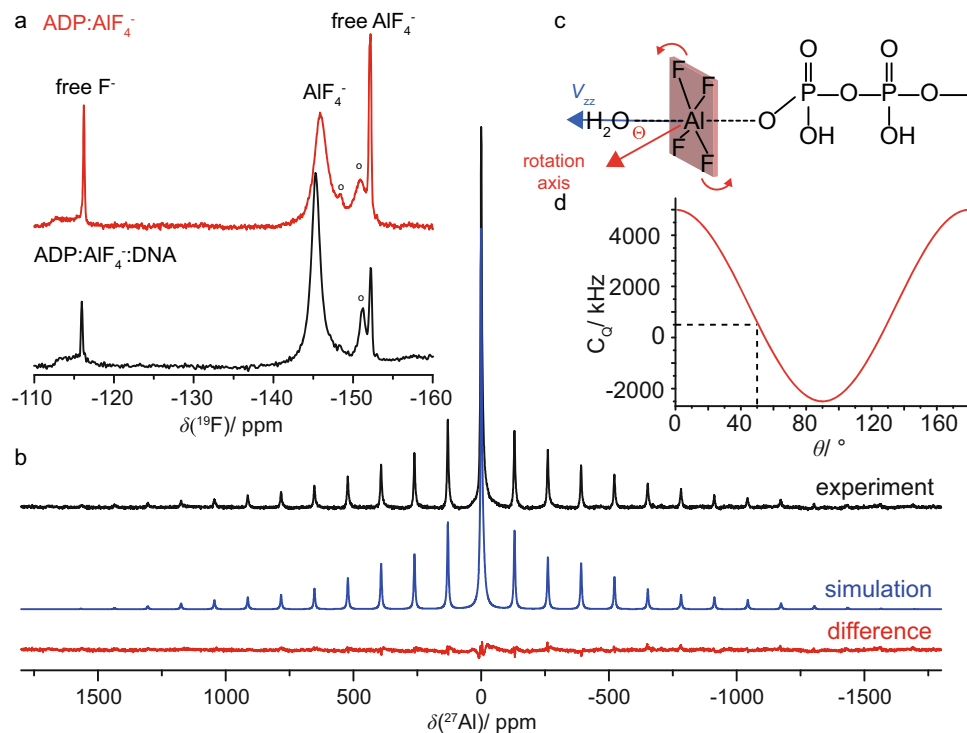 a
ADP:AlF₄⁻
free AlF₄⁻
free F⁻
AlF₄⁻
o
o
ADP:AlF₄⁻:DNA
o
-110 -120 -130 -140 -150 -160
δ(¹⁹F)/ ppm
c
F
F
F
F
Al
V_zz
H₂O
Θ
rotation
axis
O
O
P
O
P
O
O
OH
OH
d
4000
2000
0
-2000
C_Q/ kHz
0 40 80 120 160
θ/ °
b
experiment
simulation
difference
1500 1000 500 0 -500 -1000 -1500
δ(²⁷Al)/ ppm